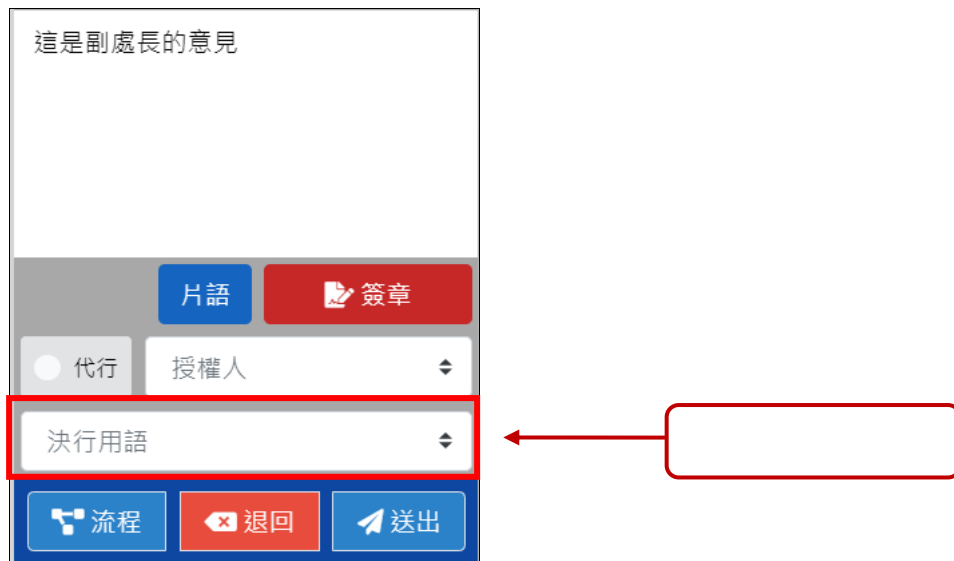 這是副處長的意見
片語 簽章
代行 授權人
決行用語
流程 退回 送出